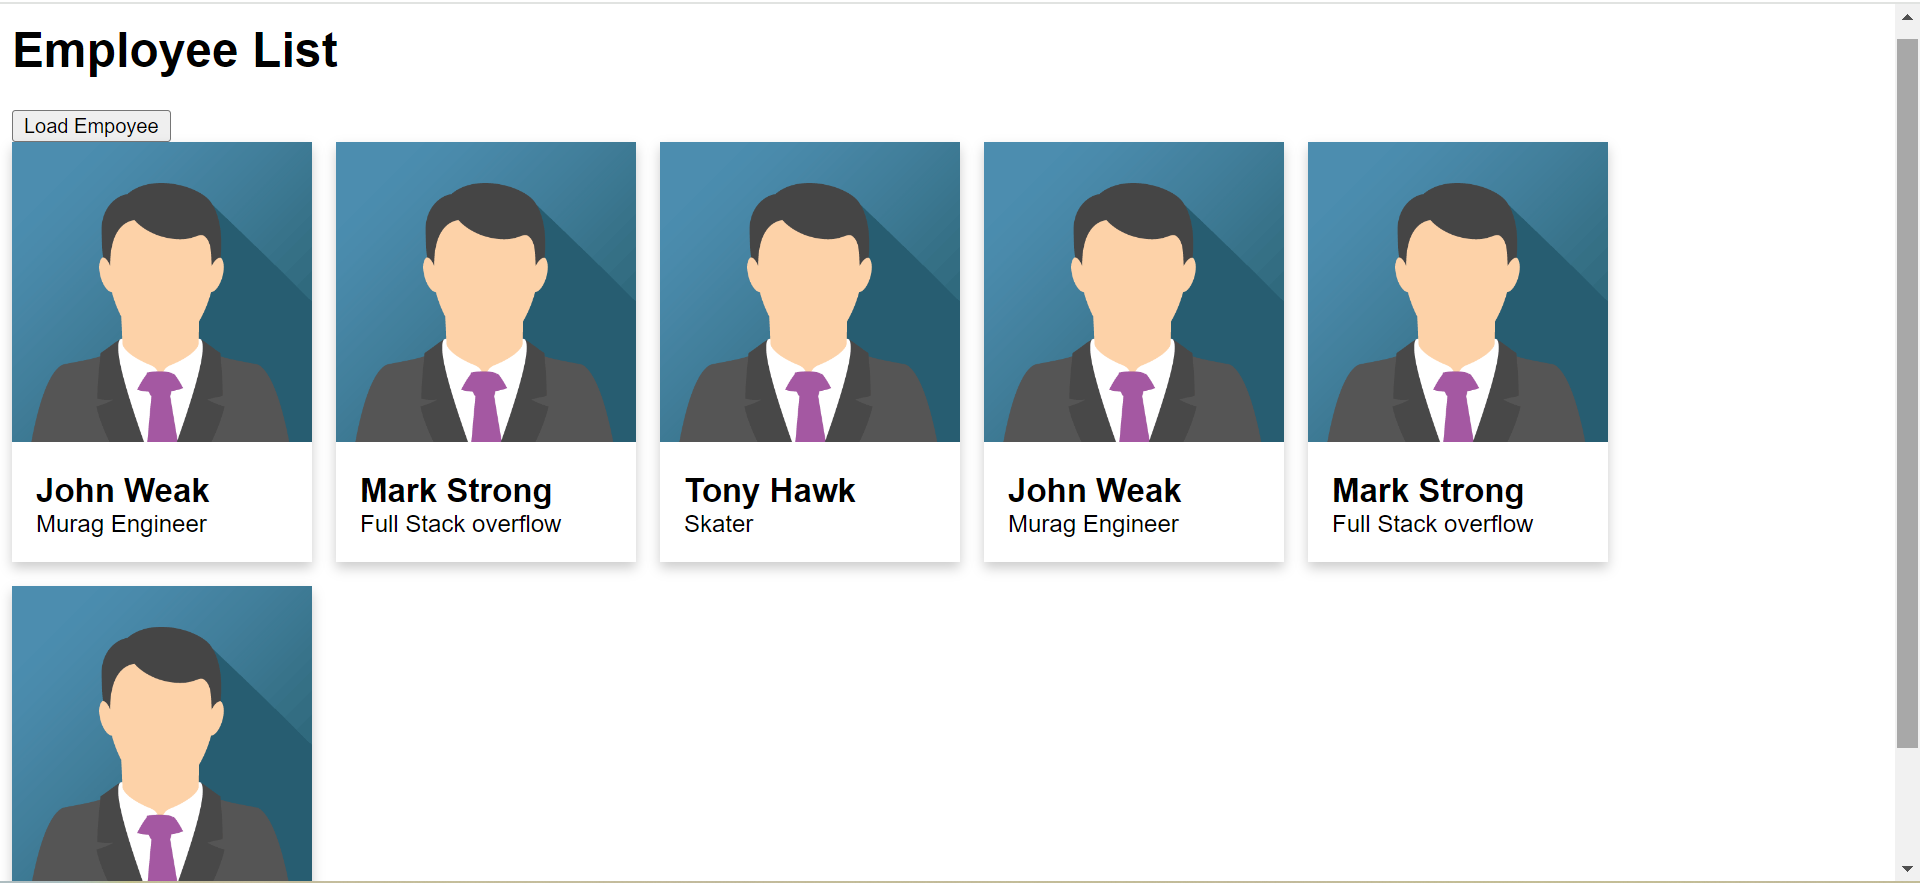 Employee List
Load Empoyee
John Weak
Murag Engineer
Mark Strong
Full Stack overflow
Tony Hawk
Skater
John Weak
Murag Engineer
Mark Strong
Full Stack overflow